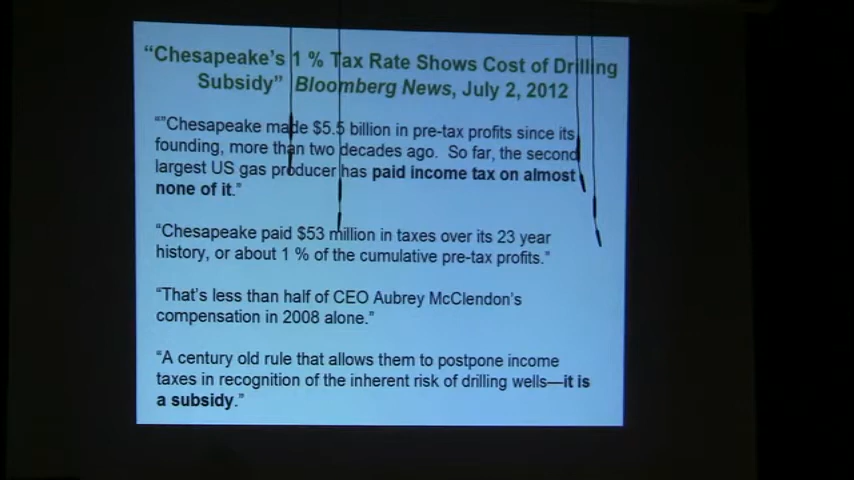 “Chesapeake’s 1 % Tax Rate Shows Cost of Drilling
Subsidy” Bloomberg News, July 2, 2012
“”Chesapeake made $5.5 billion in pre-tax profits since its
founding, more than two decades ago. So far, the second
largest US gas producer has paid income tax on almost
none of it.”
“Chesapeake paid $53 million in taxes over its 23 year
history, or about 1 % of the cumulative pre-tax profits.”
“That’s less than half of CEO Aubrey McClendon’s
compensation in 2008 alone.”
“A century old rule that allows them to postpone income
taxes in recognition of the inherent risk of drilling wells—it is
a subsidy.”